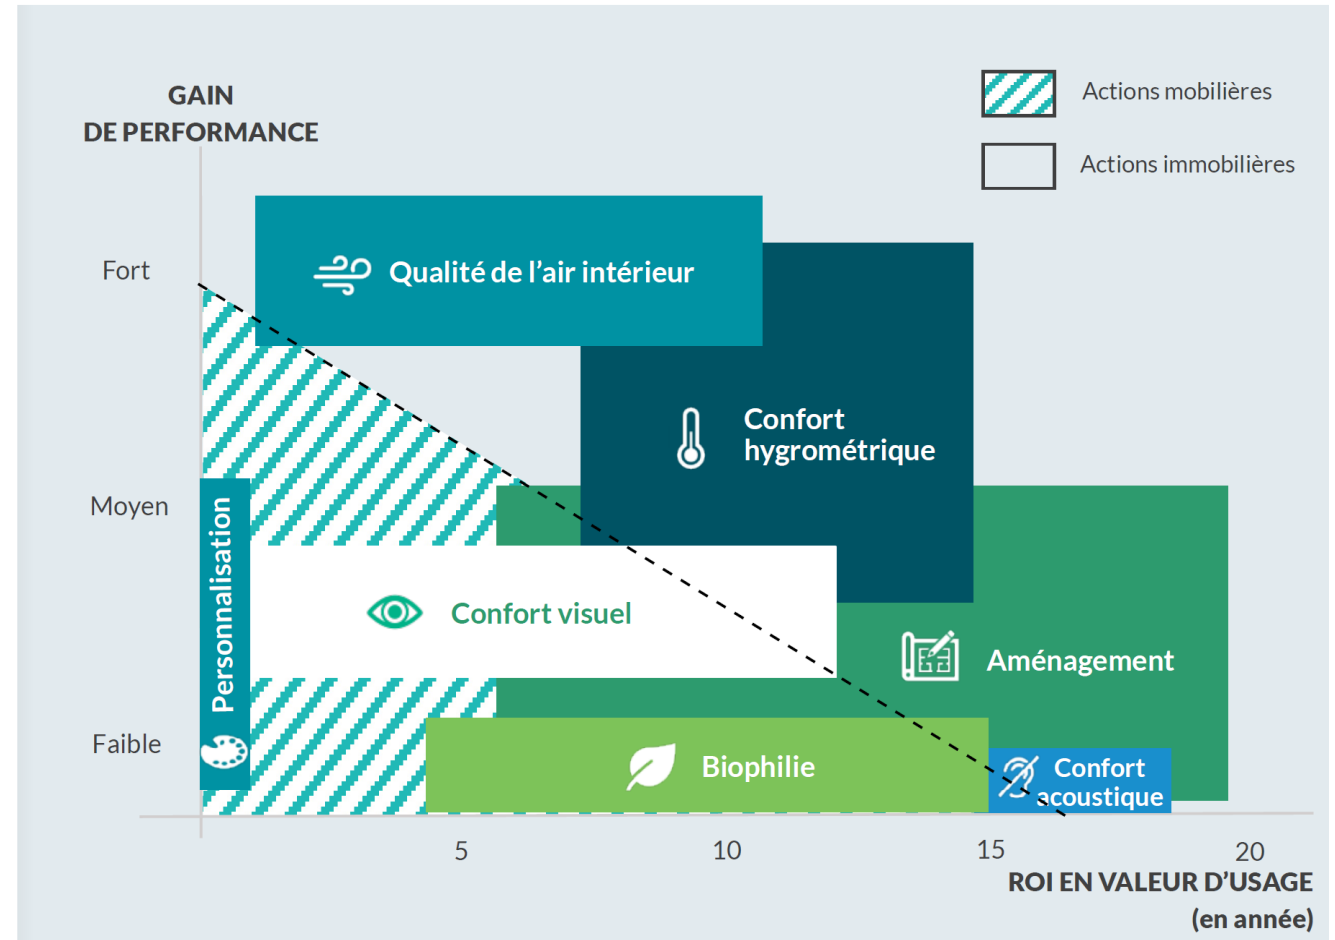 GAIN
DE PERFORMANCE
Actions mobilières
Actions immobilières
Fort
Qualité de l’air intérieur
Confort
hygrométrique
Moyen
Personnalisation
Confort visuel
Aménagement
Faible
Biophilie
Confort
acoustique
5
10
15
20
ROI EN VALEUR D’USAGE
(en année)